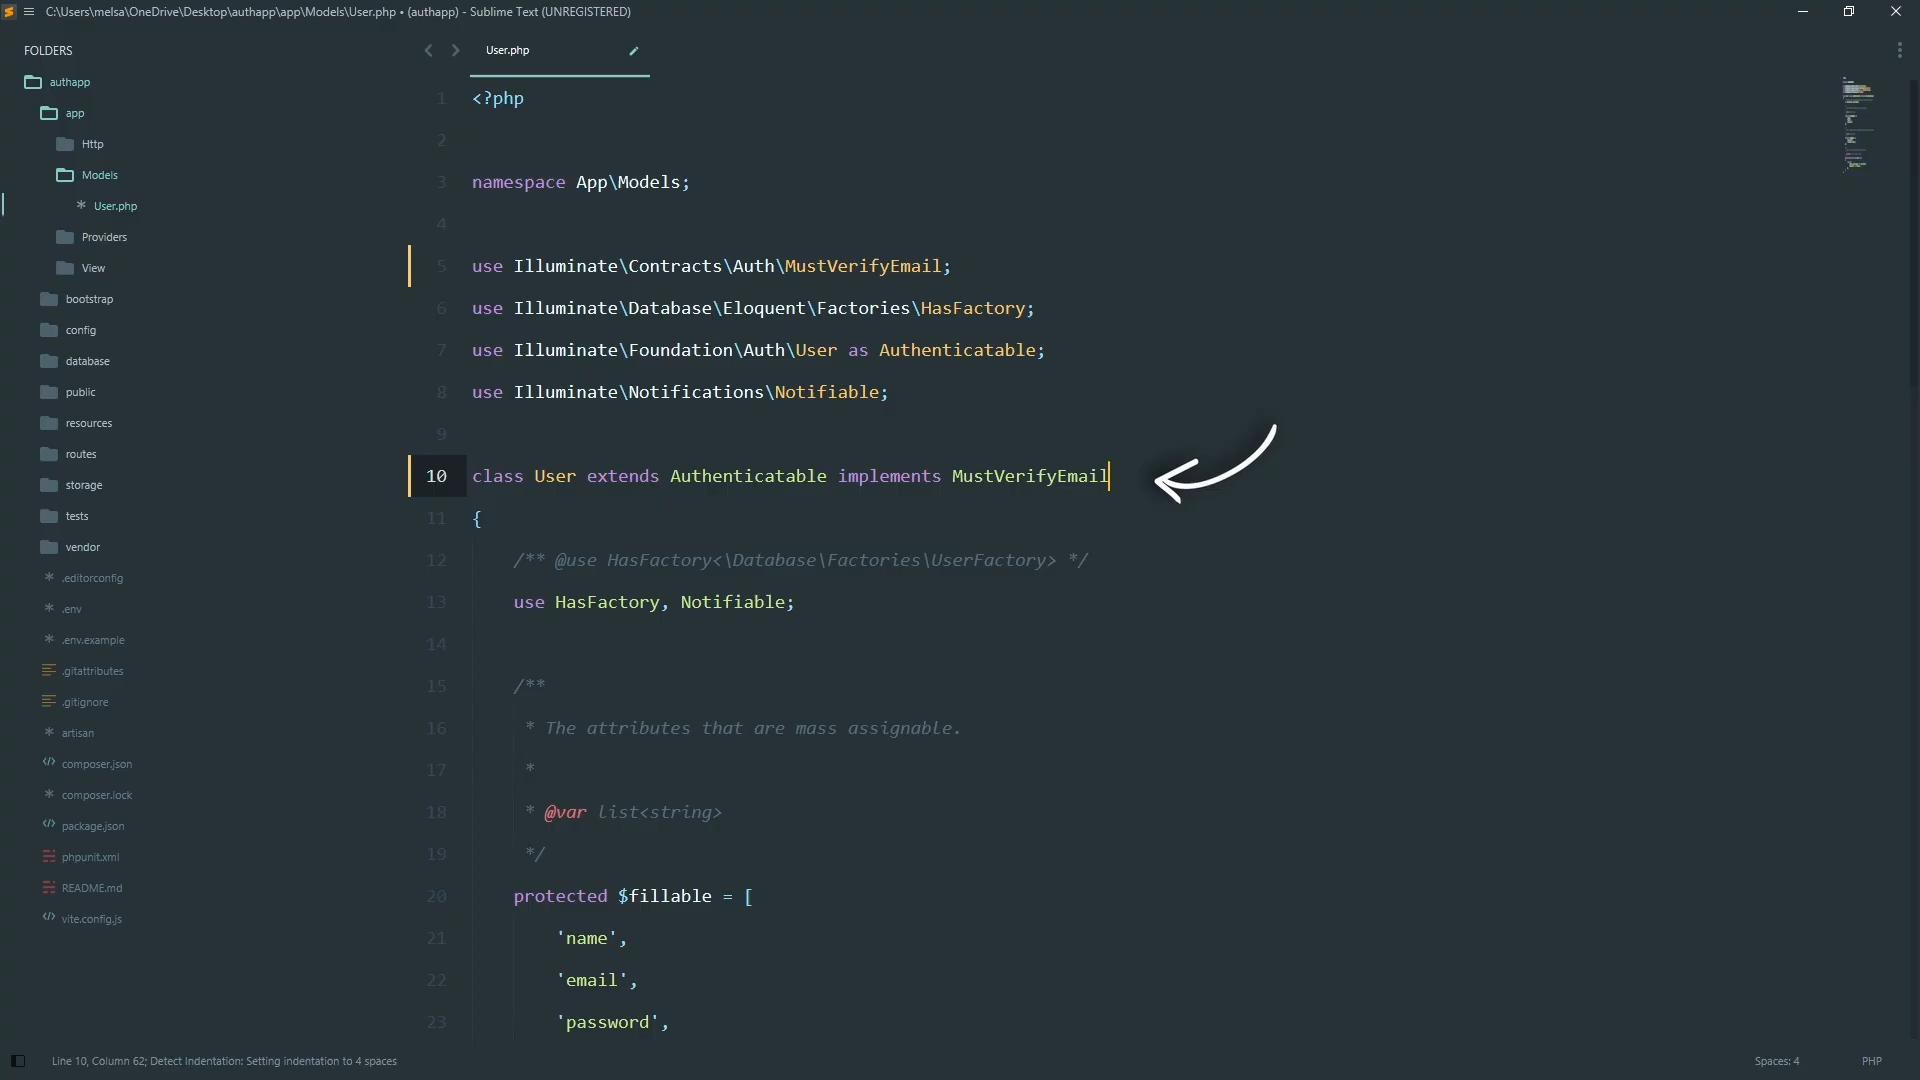 C:\Users\melsa\OneDrive\Desktop\authapp\app\Models\User.php • (authapp) - Sublime Text (UNREGISTERED)
FOLDERS
authapp
app
Http
Models
User.php
Providers
View
bootstrap
config
database
public
resources
routes
storage
tests
vendor
.editorconfig
.env
.env.example
.gitattributes
.gitignore
artisan
composer.json
composer.lock
package.json
phpunit.xml
README.md
vite.config.js
User.php
1 <?php
2
3 namespace App\Models;
4
5 use Illuminate\Contracts\Auth\MustVerifyEmail;
6 use Illuminate\Database\Eloquent\Factories\HasFactory;
7 use Illuminate\Foundation\Auth\User as Authenticatable;
8 use Illuminate\Notifications\Notifiable;
9
10 class User extends Authenticatable implements MustVerifyEmail
11 {
12 /** @use HasFactory<\Database\Factories\UserFactory> */
13 use HasFactory, Notifiable;
14
15 /**
16 * The attributes that are mass assignable.
17 *
18 * @var list<string>
19 */
20 protected $fillable = [
21 'name',
22 'email',
23 'password',
Line 10, Column 62; Detect Indentation: Setting indentation to 4 spaces
Spaces: 4
PHP